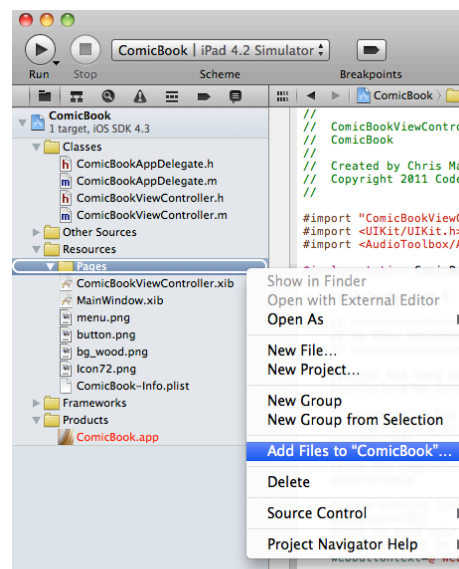 ComicBook | iPad 4.2 Simulator
Run
Stop
Scheme
Breakpoints
ComicBook
ComicBook
1 target, iOS SDK 4.3
Classes
h ComicBookAppDelegate.h
m ComicBookAppDelegate.m
h ComicBookViewController.h
m ComicBookViewController.m
Other Sources
Resources
Pages
ComicBookViewController.xib
MainWindow.xib
menu.png
button.png
bg_wood.png
Icon72.png
ComicBook-Info.plist
Frameworks
Products
ComicBook.app
//
// ComicBookViewContro
// ComicBook
//
// Created by Chris Ma
// Copyright 2011 Code
//
#import "ComicBookViewC
#import <UIKit/UIKit.h>
#import <AudioToolbox/A
Show in Finder
Open with External Editor
Open As
New File...
New Project...
New Group
New Group from Selection
Add Files to “ComicBook”...
Delete
Source Control
Project Navigator Help